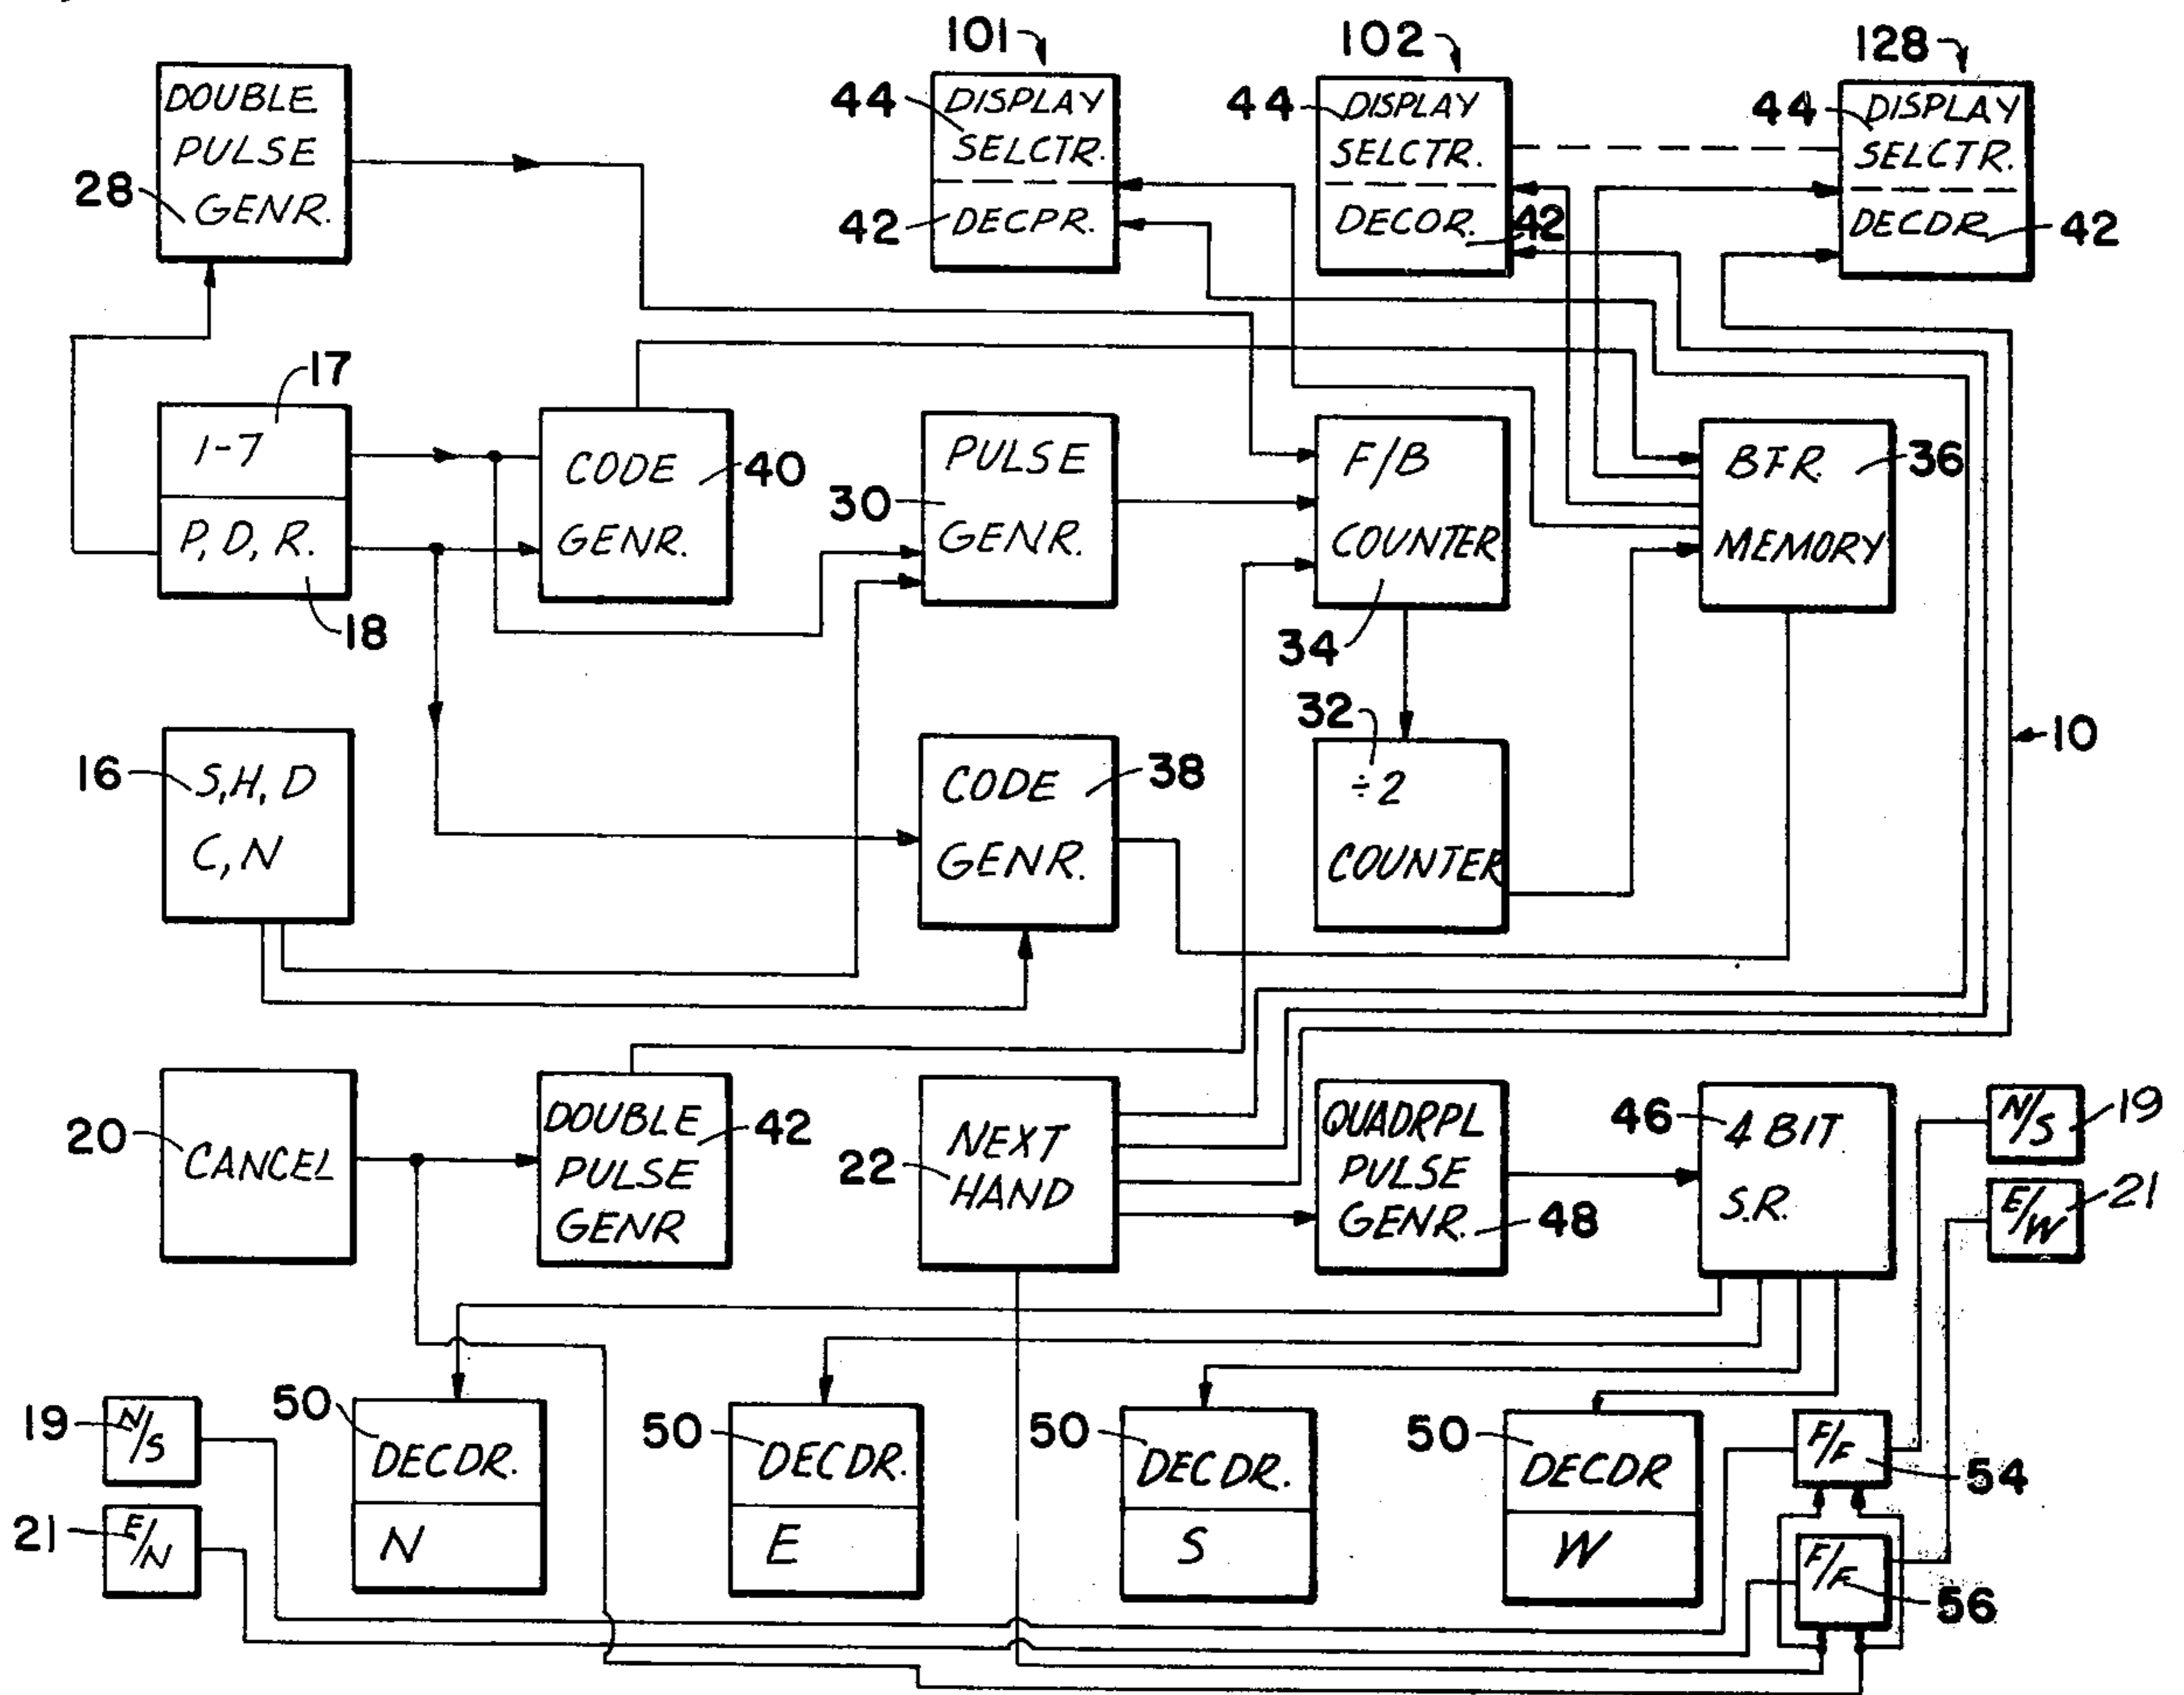 101
102
128
DOUBLE
PULSE
GENR.
28
44
DISPLAY
SELCTR.
42
DECPR.
44
DISPLAY
SELCTR.
DECOR.
42
44
DISPLAY
SELCTR.
DECDR.
42
17
1-7
P, D, R.
18
CODE
GENR.
40
PULSE
GENR.
30
F/B
COUNTER
34
BFR.
MEMORY
36
16
S,H,D
C,N
CODE
GENR.
38
32
÷2
COUNTER
10
20
CANCEL
DOUBLE
PULSE
GENR
42
22
NEXT
HAND
QUADRPL
PULSE
GENR.
48
46
4 BIT
S.R.
N/S
19
E/W
21
19
N/S
21
E/N
50
DECDR.
N
50
DECDR.
E
50
DECDR.
S
50
DECDR
W
F/F
54
F/F
56